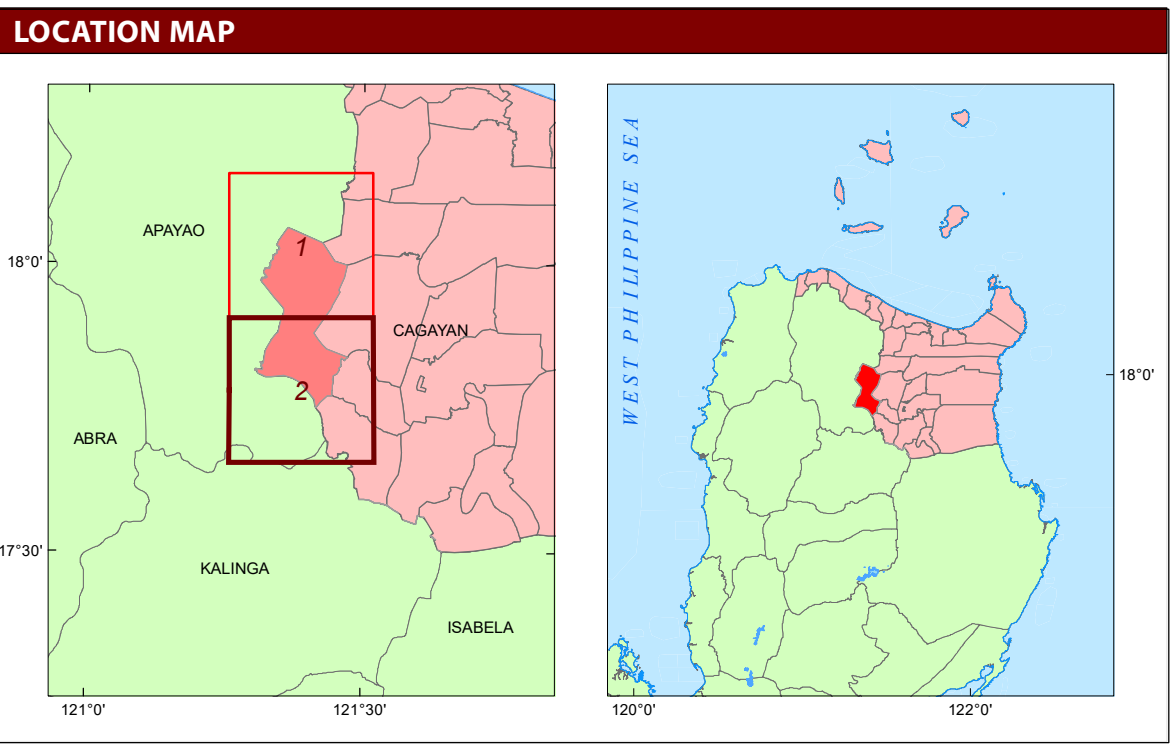 LOCATION MAP
APAYAO
1
18°0'
CAGAYAN
2
ABRA
17°30'
KALINGA
ISABELA
121°0'
121°30'
WEST PHILIPPINE SEA
18°0'
120°0'
122°0'